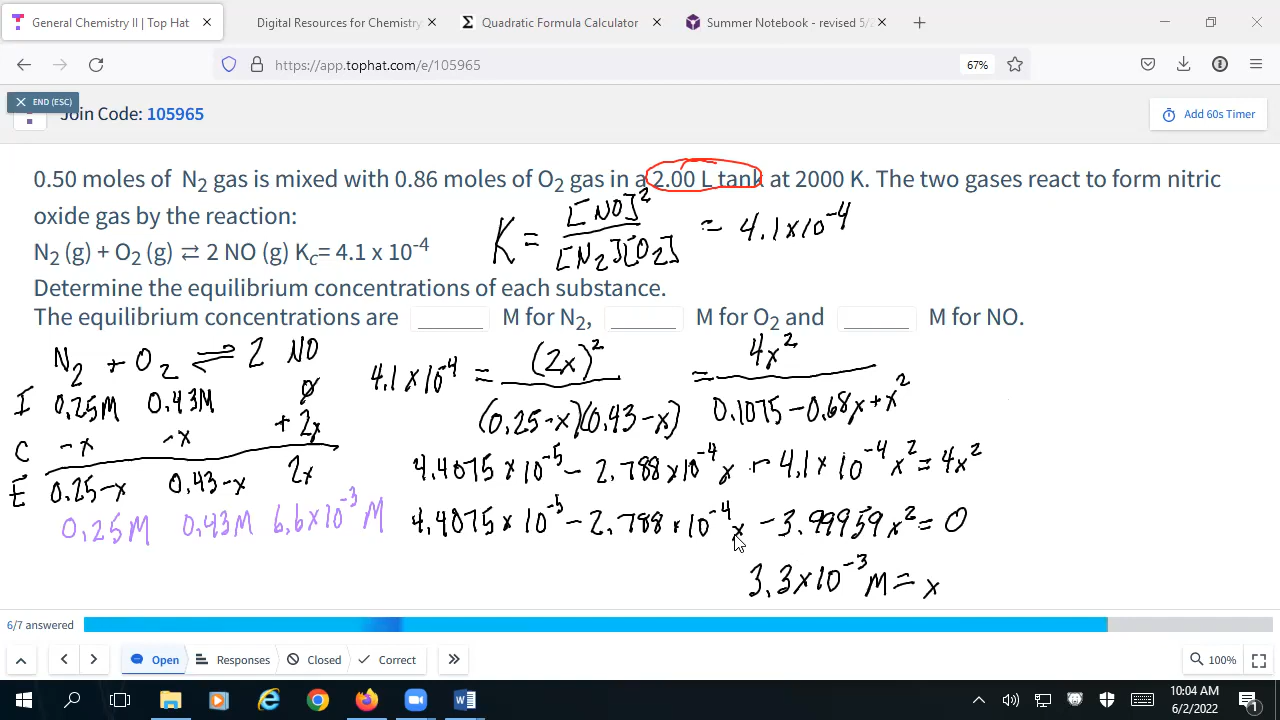 General Chemistry II | Top Hat
Digital Resources for Chemistry
Quadratic Formula Calculator
Summer Notebook - revised 5/2
https://app.tophat.com/e/105965
67%
END (ESC)
Join Code: 105965
Add 60s Timer
0.50 moles of N2 gas is mixed with 0.86 moles of O2 gas in a 2.00 L tank at 2000 K. The two gases react to form nitric
oxide gas by the reaction:
K = [NO]² / [N2][O2] = 4.1x10⁻⁴
N2 (g) + O2 (g) ⇄ 2 NO (g) Kc= 4.1 x 10⁻⁴
Determine the equilibrium concentrations of each substance.
The equilibrium concentrations are ______ M for N2, ______ M for O2 and ______ M for NO.
N2 + O2 ⇌ 2 NO
I 0.25M 0.43M 0
C -x -x +2x
E 0.25-x 0.43-x 2x
0.25M 0.43M 6.6x10⁻³ M
4.1x10⁻⁴ = (2x)² / (0.25-x)(0.43-x) = 4x² / 0.1075-0.68x+x²
4.4075x10⁻⁵ - 2.788x10⁻⁴x + 4.1x10⁻⁴x² = 4x²
4.4075x10⁻⁵ - 2.788x10⁻⁴x - 3.99959x² = 0
3.3x10⁻³ M = x
6/7 answered
Open
Responses
Closed
Correct
100%
10:04 AM
6/2/2022
1